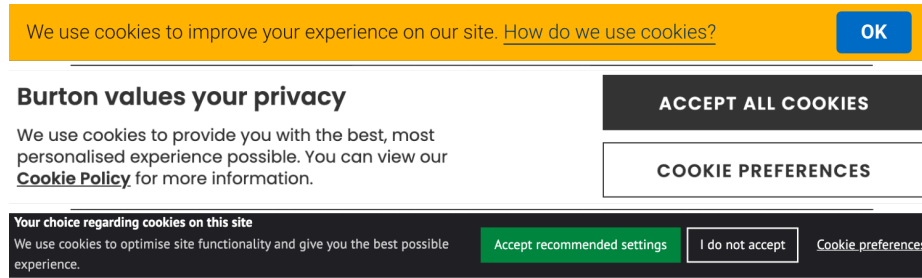 We use cookies to improve your experience on our site. How do we use cookies? OK
Burton values your privacy
We use cookies to provide you with the best, most
personalised experience possible. You can view our
Cookie Policy for more information.
ACCEPT ALL COOKIES
COOKIE PREFERENCES
Your choice regarding cookies on this site
We use cookies to optimise site functionality and give you the best possible
experience.
Accept recommended settings I do not accept Cookie preferences